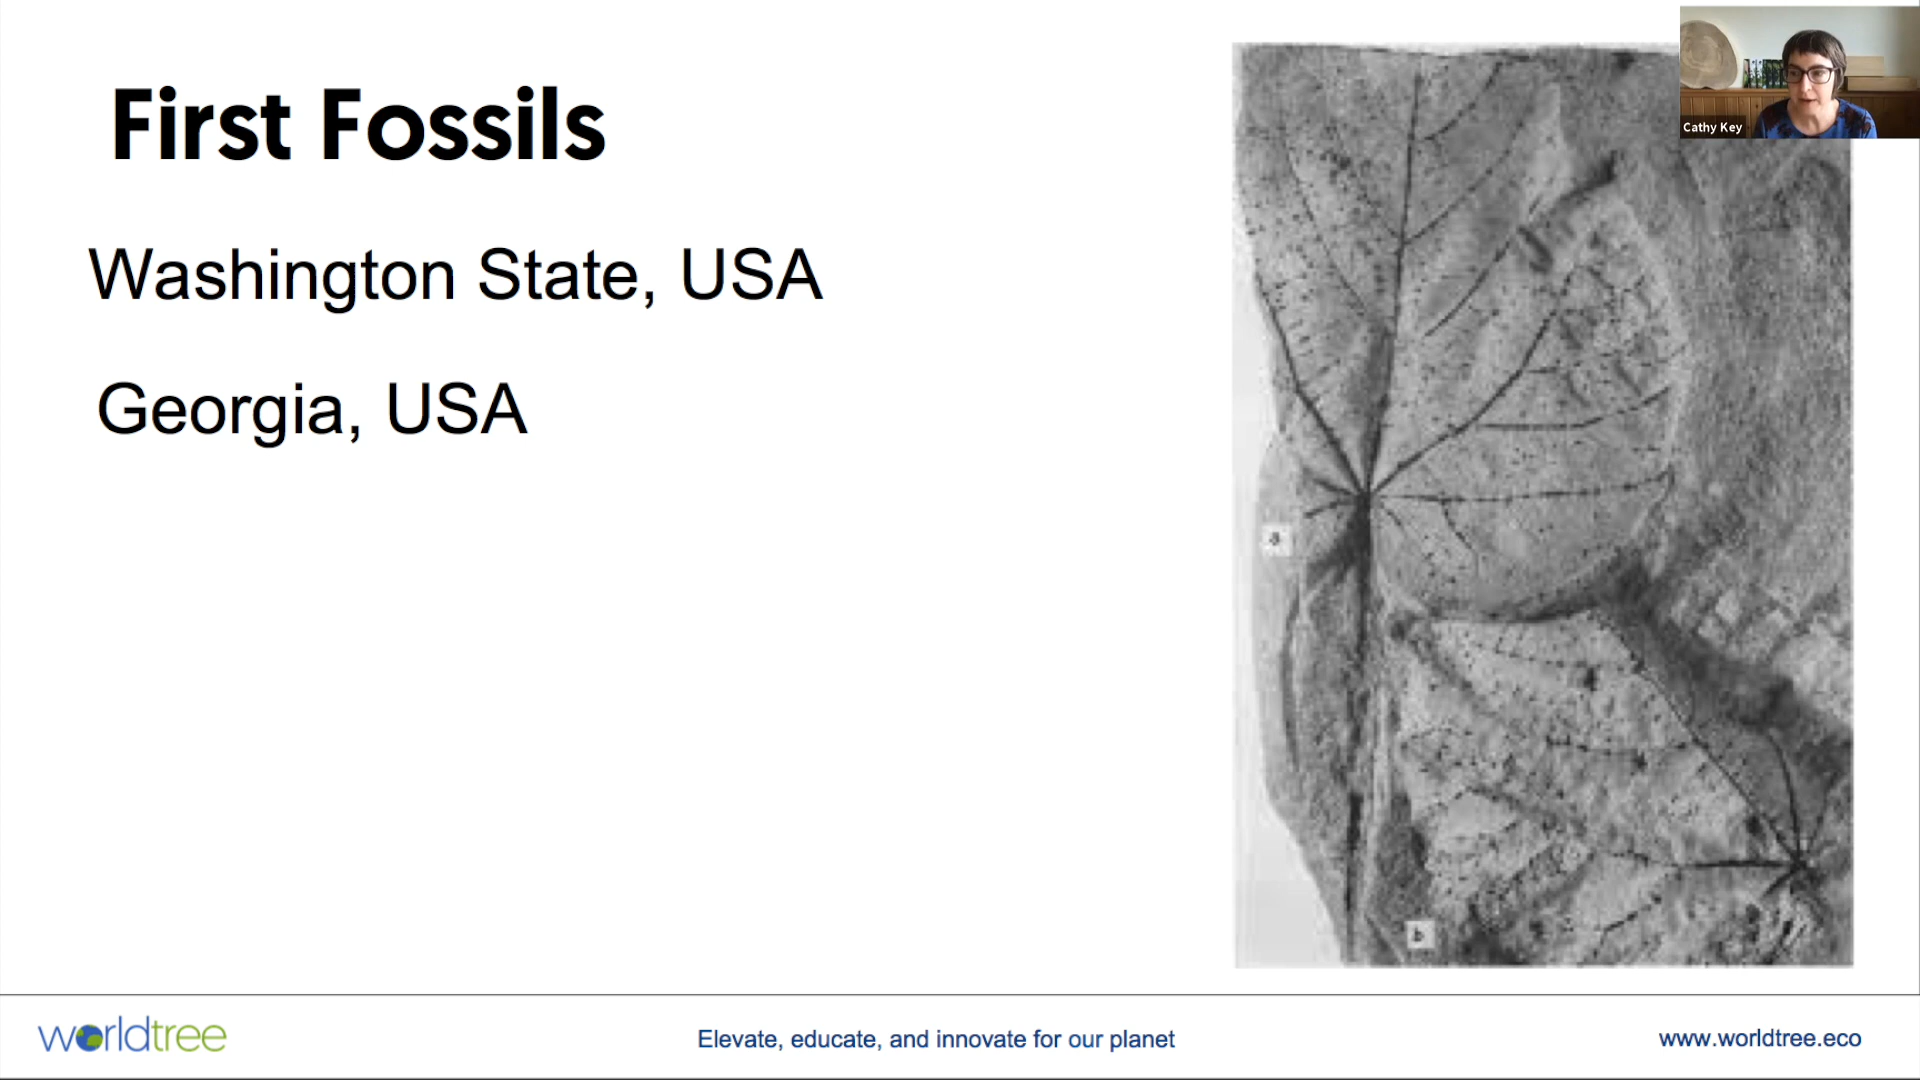 First Fossils
Cathy Key
Washington State, USA
Georgia, USA
a
b
worldtree
Elevate, educate, and innovate for our planet
www.worldtree.eco